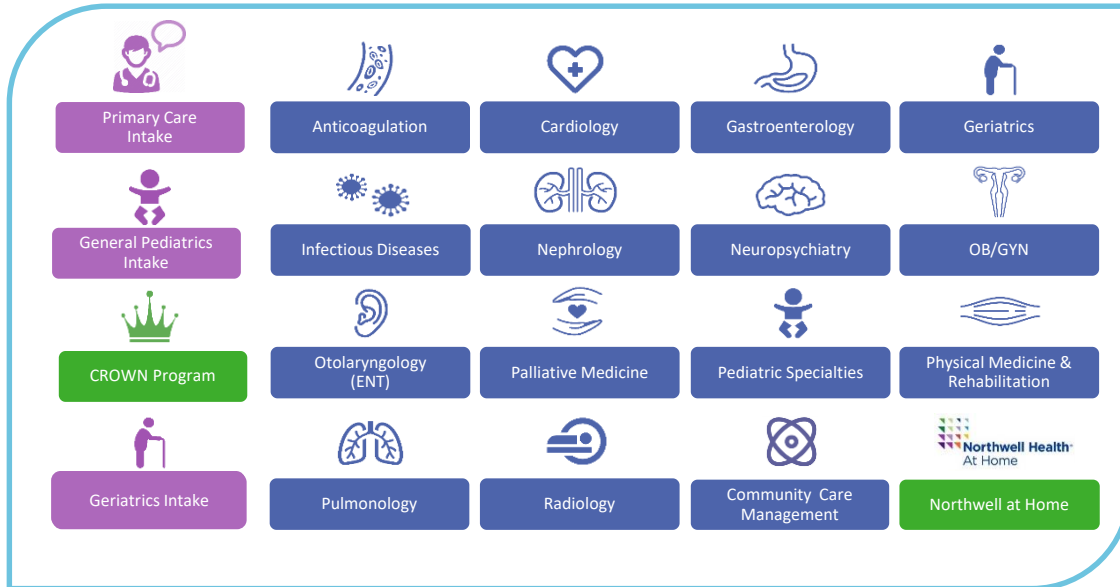 Primary Care
Intake
Anticoagulation
Cardiology
Gastroenterology
Geriatrics
General Pediatrics
Intake
Infectious Diseases
Nephrology
Neuropsychiatry
OB/GYN
CROWN Program
Otolaryngology
(ENT)
Palliative Medicine
Pediatric Specialties
Physical Medicine &
Rehabilitation
Northwell Health
At Home
Geriatrics Intake
Pulmonology
Radiology
Community Care
Management
Northwell at Home